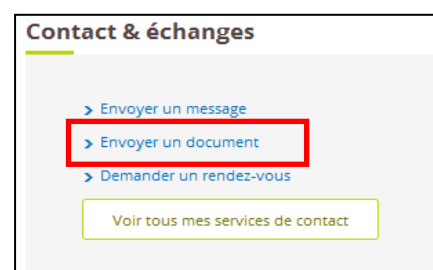 Contact & échanges
Envoyer un message
Envoyer un document
Demander un rendez-vous
Voir tous mes services de contact